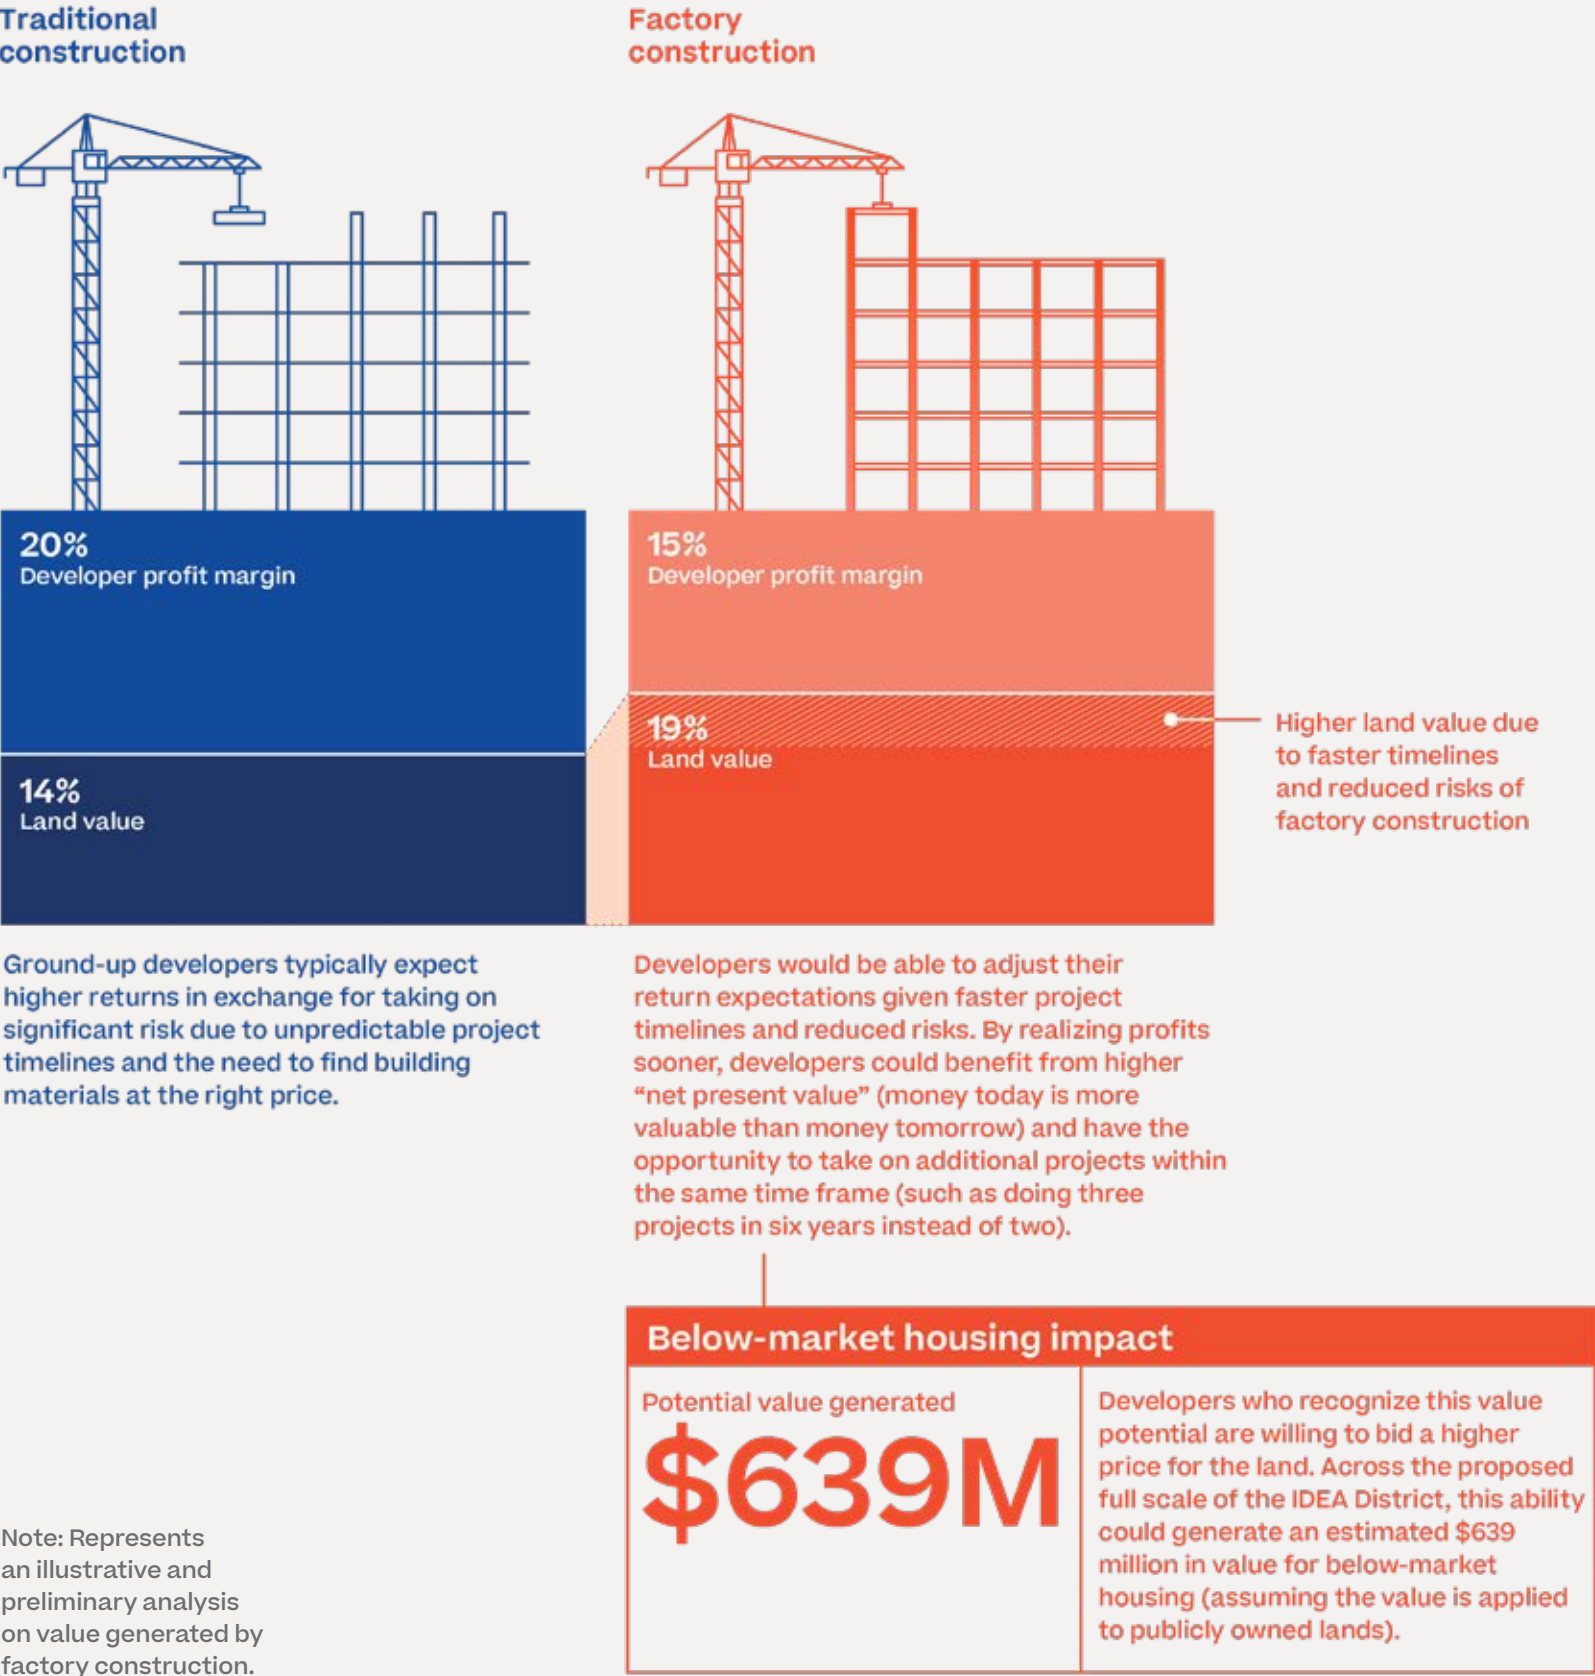 Traditional
construction
Factory
construction
20%
Developer profit margin
14%
Land value
15%
Developer profit margin
19%
Land value
Higher land value due
to faster timelines
and reduced risks of
factory construction
Ground-up developers typically expect
higher returns in exchange for taking on
significant risk due to unpredictable project
timelines and the need to find building
materials at the right price.
Developers would be able to adjust their
return expectations given faster project
timelines and reduced risks. By realizing profits
sooner, developers could benefit from higher
“net present value” (money today is more
valuable than money tomorrow) and have the
opportunity to take on additional projects within
the same time frame (such as doing three
projects in six years instead of two).
Below-market housing impact
Potential value generated
$639M
Developers who recognize this value
potential are willing to bid a higher
price for the land. Across the proposed
full scale of the IDEA District, this ability
could generate an estimated $639
million in value for below-market
housing (assuming the value is applied
to publicly owned lands).
Note: Represents
an illustrative and
preliminary analysis
on value generated by
factory construction.